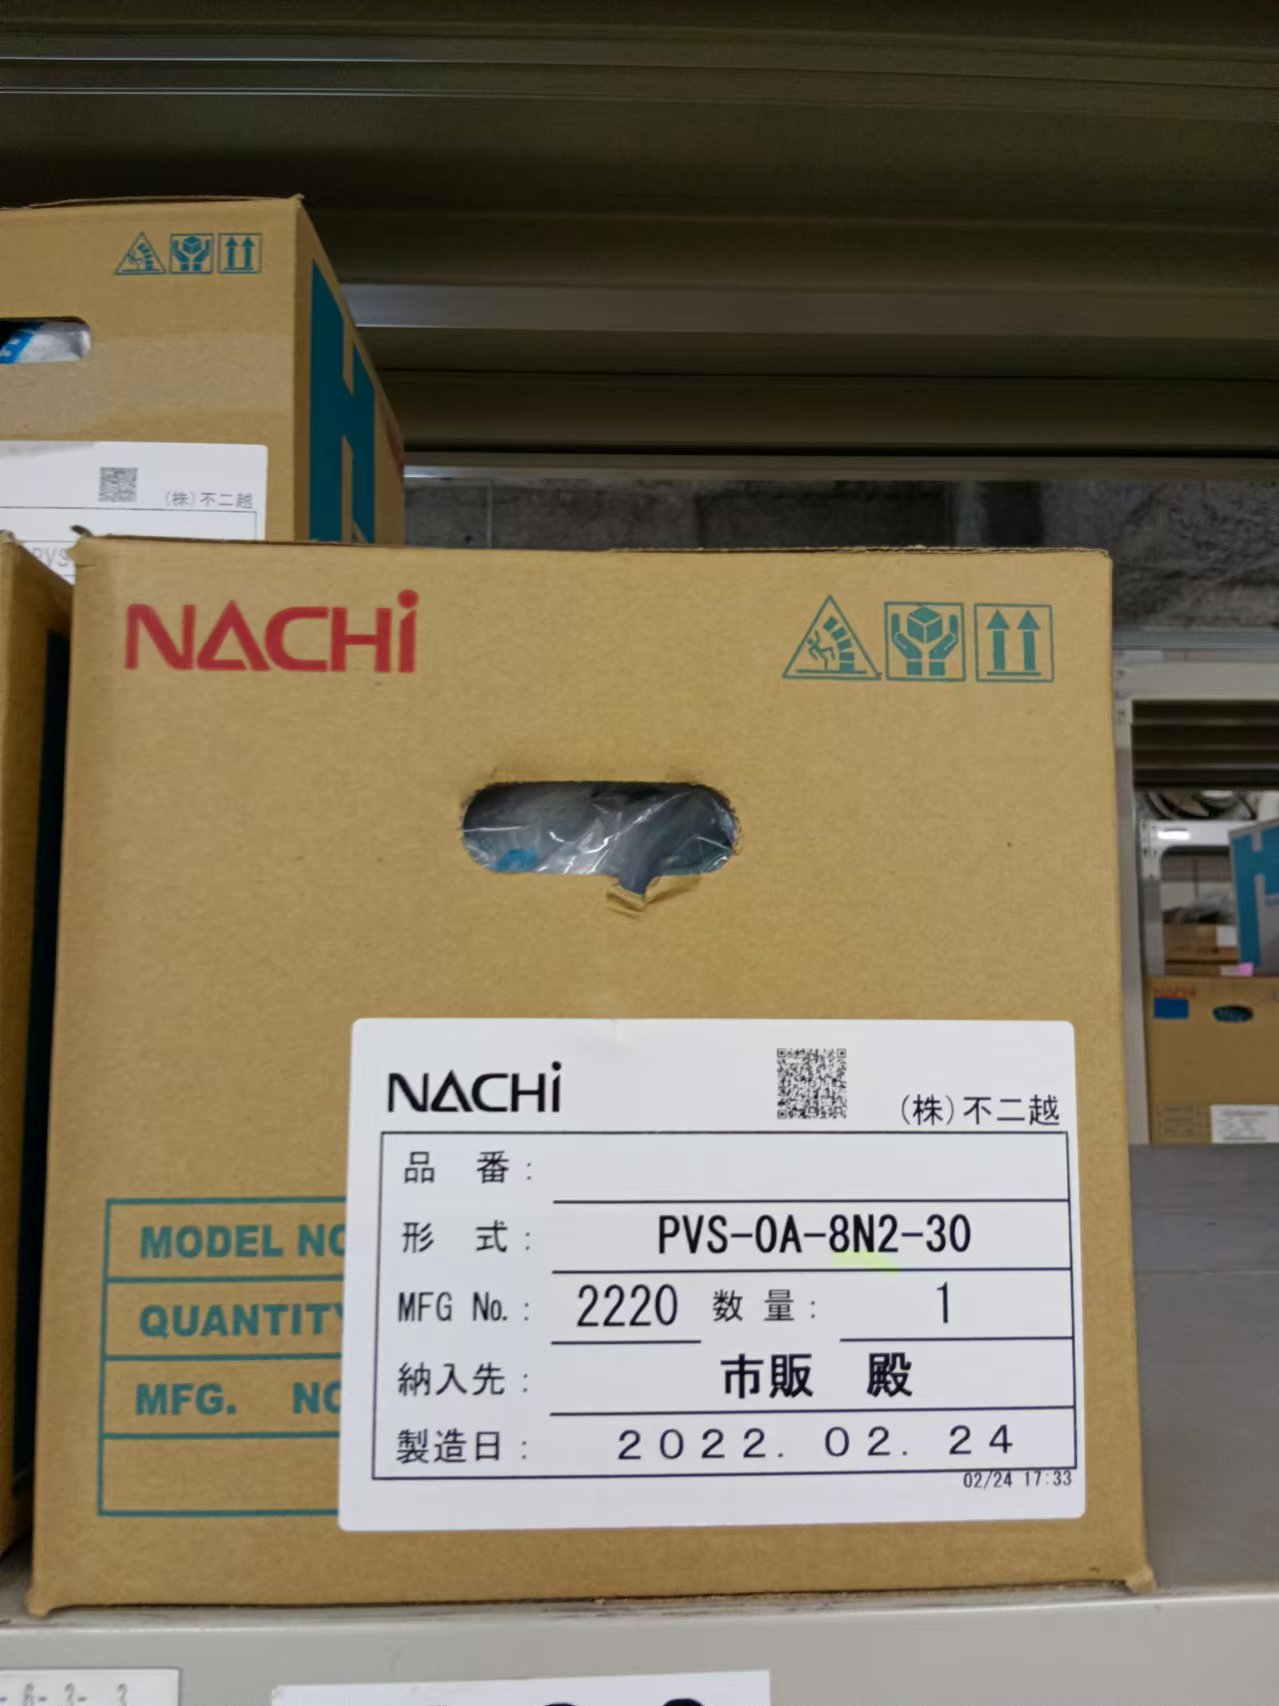 (株)不二越
PVS
NACHi
NACHi
(株)不二越
品 番:
形 式: PVS-0A-8N2-30
MFG No.: 2220 数量: 1
納入先: 市販 殿
製造日: 2022.02.24
02/24 17:33
MODEL NO
QUANTITY
MFG. NO
NACHi